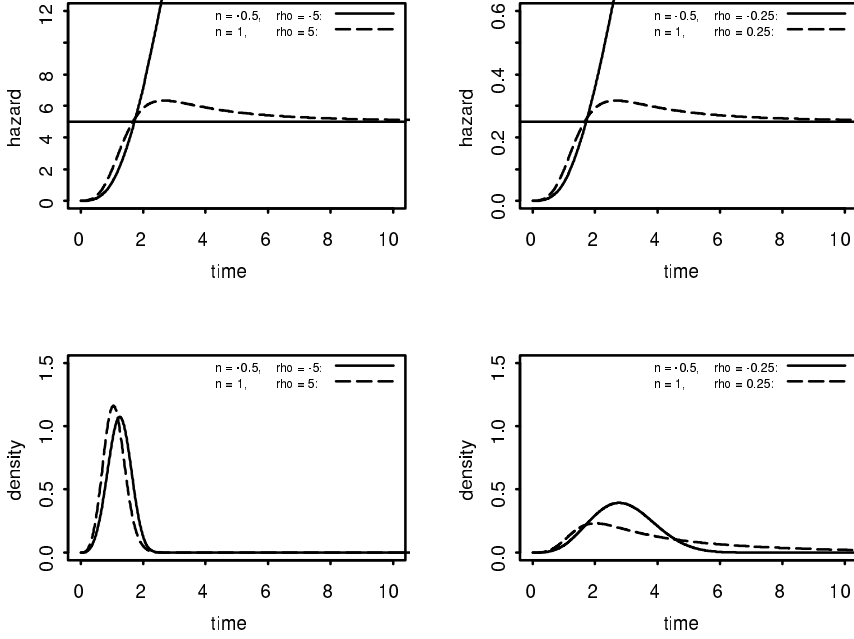 n = -0.5, rho = -5:
n = 1, rho = 5:
hazard
12
8
6
4
2
0
0 2 4 6 8 10
time
n = -0.5, rho = -0.25:
n = 1, rho = 0.25:
hazard
0.6
0.4
0.2
0.0
0 2 4 6 8 10
time
n = -0.5, rho = -5:
n = 1, rho = 5:
density
1.5
1.0
0.5
0.0
0 2 4 6 8 10
time
n = -0.5, rho = -0.25:
n = 1, rho = 0.25:
density
1.5
1.0
0.5
0.0
0 2 4 6 8 10
time